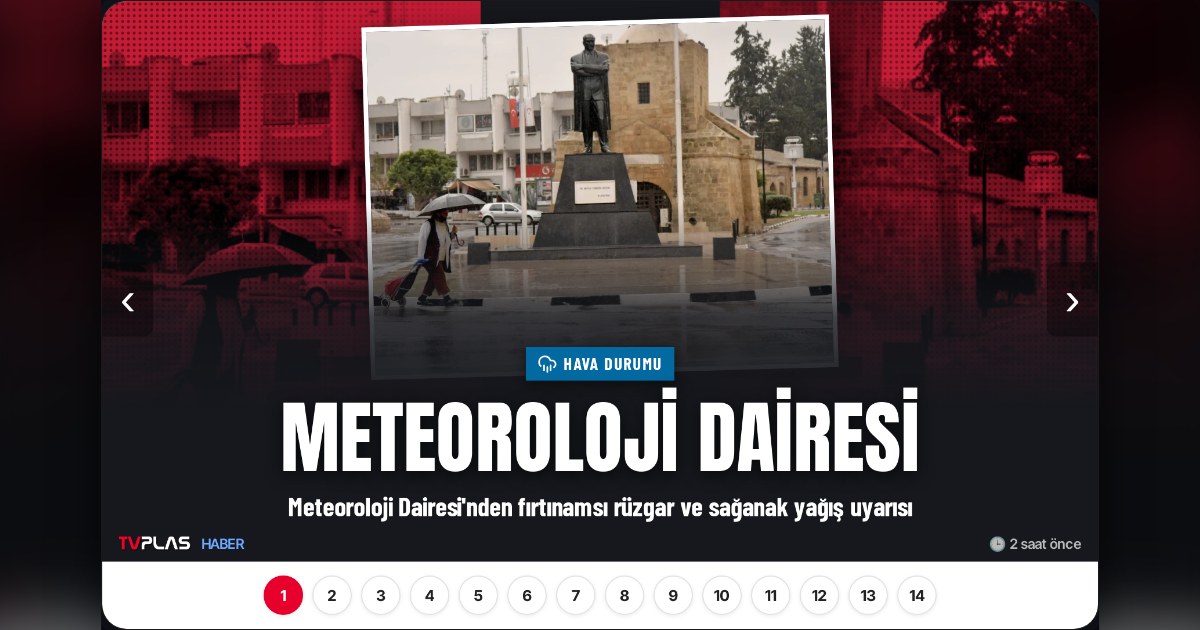 HAVA DURUMU
METEOROLOJİ DAİRESİ
Meteoroloji Dairesi'nden fırtınamsı rüzgar ve sağanak yağış uyarısı
TVPLAS HABER
2 saat önce
1 2 3 4 5 6 7 8 9 10 11 12 13 14